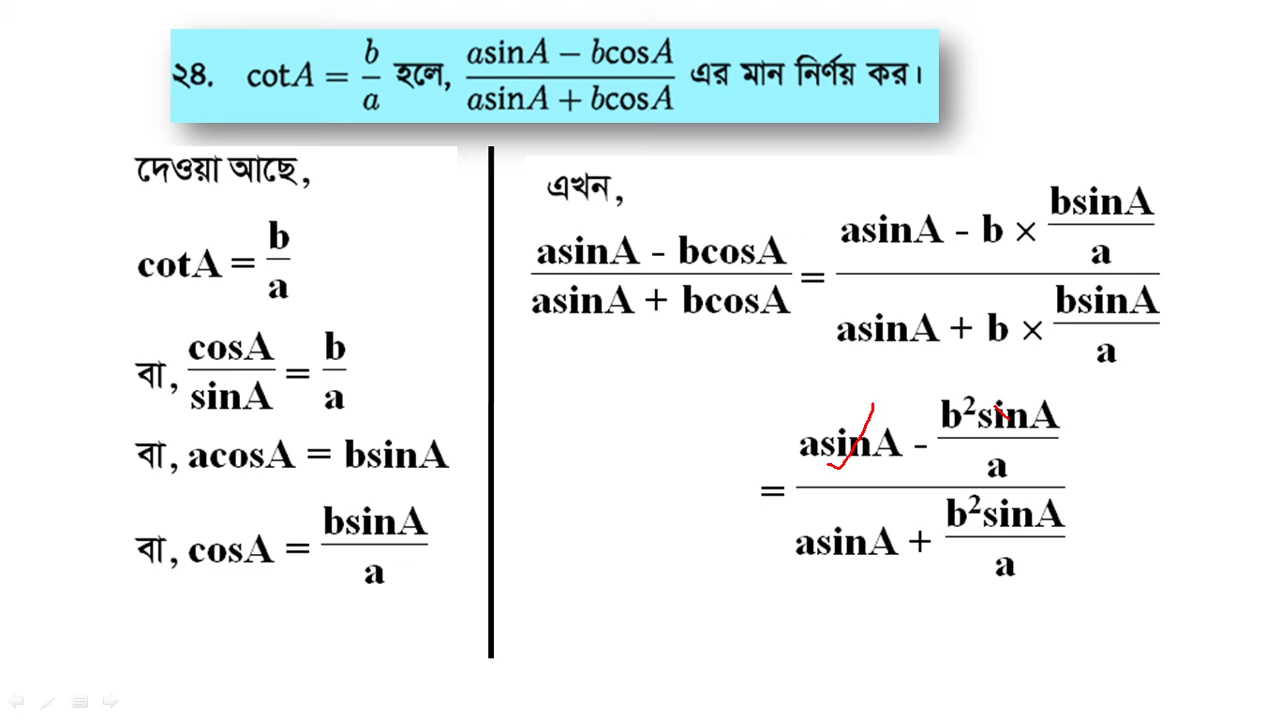 ২৪. cotA = b/a হলে, (asinA − bcosA)/(asinA + bcosA) এর মান নির্ণয় কর।
দেওয়া আছে,
cotA = b/a
বা, cosA/sinA = b/a
বা, acosA = bsinA
বা, cosA = bsinA/a
এখন,
(asinA - bcosA)/(asinA + bcosA) = (asinA - b × bsinA/a)/(asinA + b × bsinA/a)
= (asinA - b²sinA/a)/(asinA + b²sinA/a)